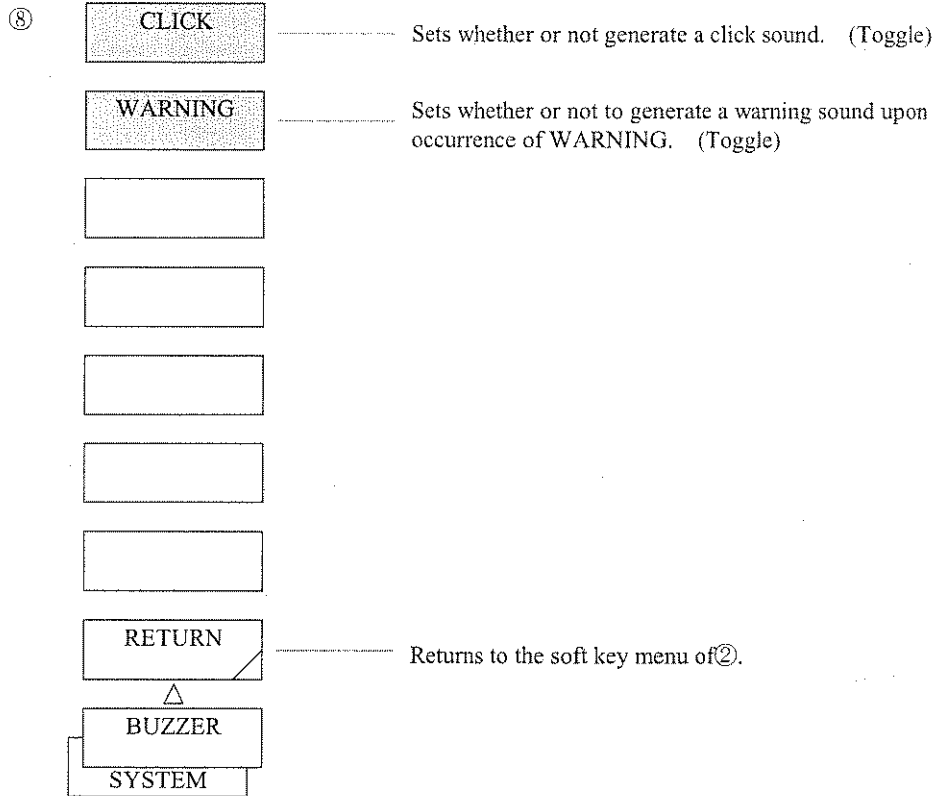 ⑧
CLICK
Sets whether or not generate a click sound. (Toggle)
WARNING
Sets whether or not to generate a warning sound upon
occurrence of WARNING. (Toggle)
RETURN
Returns to the soft key menu of②.
BUZZER
SYSTEM